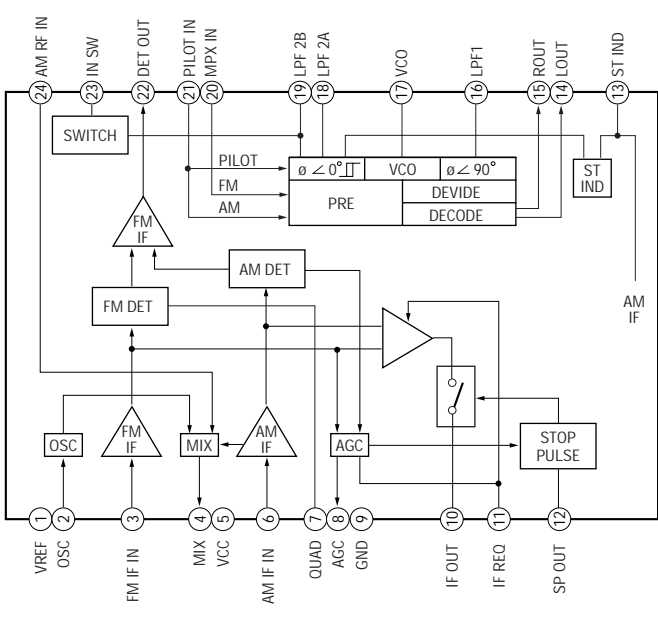 AM RF IN
IN SW
DET OUT
PILOT IN
MPX IN
LPF 2B
LPF 2A
VCO
LPF1
ROUT
LOUT
ST IND
24
23
22
21
20
19
18
17
16
15
14
13
SWITCH
PILOT
FM
AM
ø∠0°
VCO
ø∠90°
PRE
DEVIDE
DECODE
ST
IND
FM
IF
AM DET
FM DET
AM
IF
OSC
FM
IF
MIX
AM
IF
AGC
STOP
PULSE
1
2
3
4
5
6
7
8
9
10
11
12
VREF
OSC
FM IF IN
MIX
VCC
AM IF IN
QUAD
AGC
GND
IF OUT
IF REQ
SP OUT